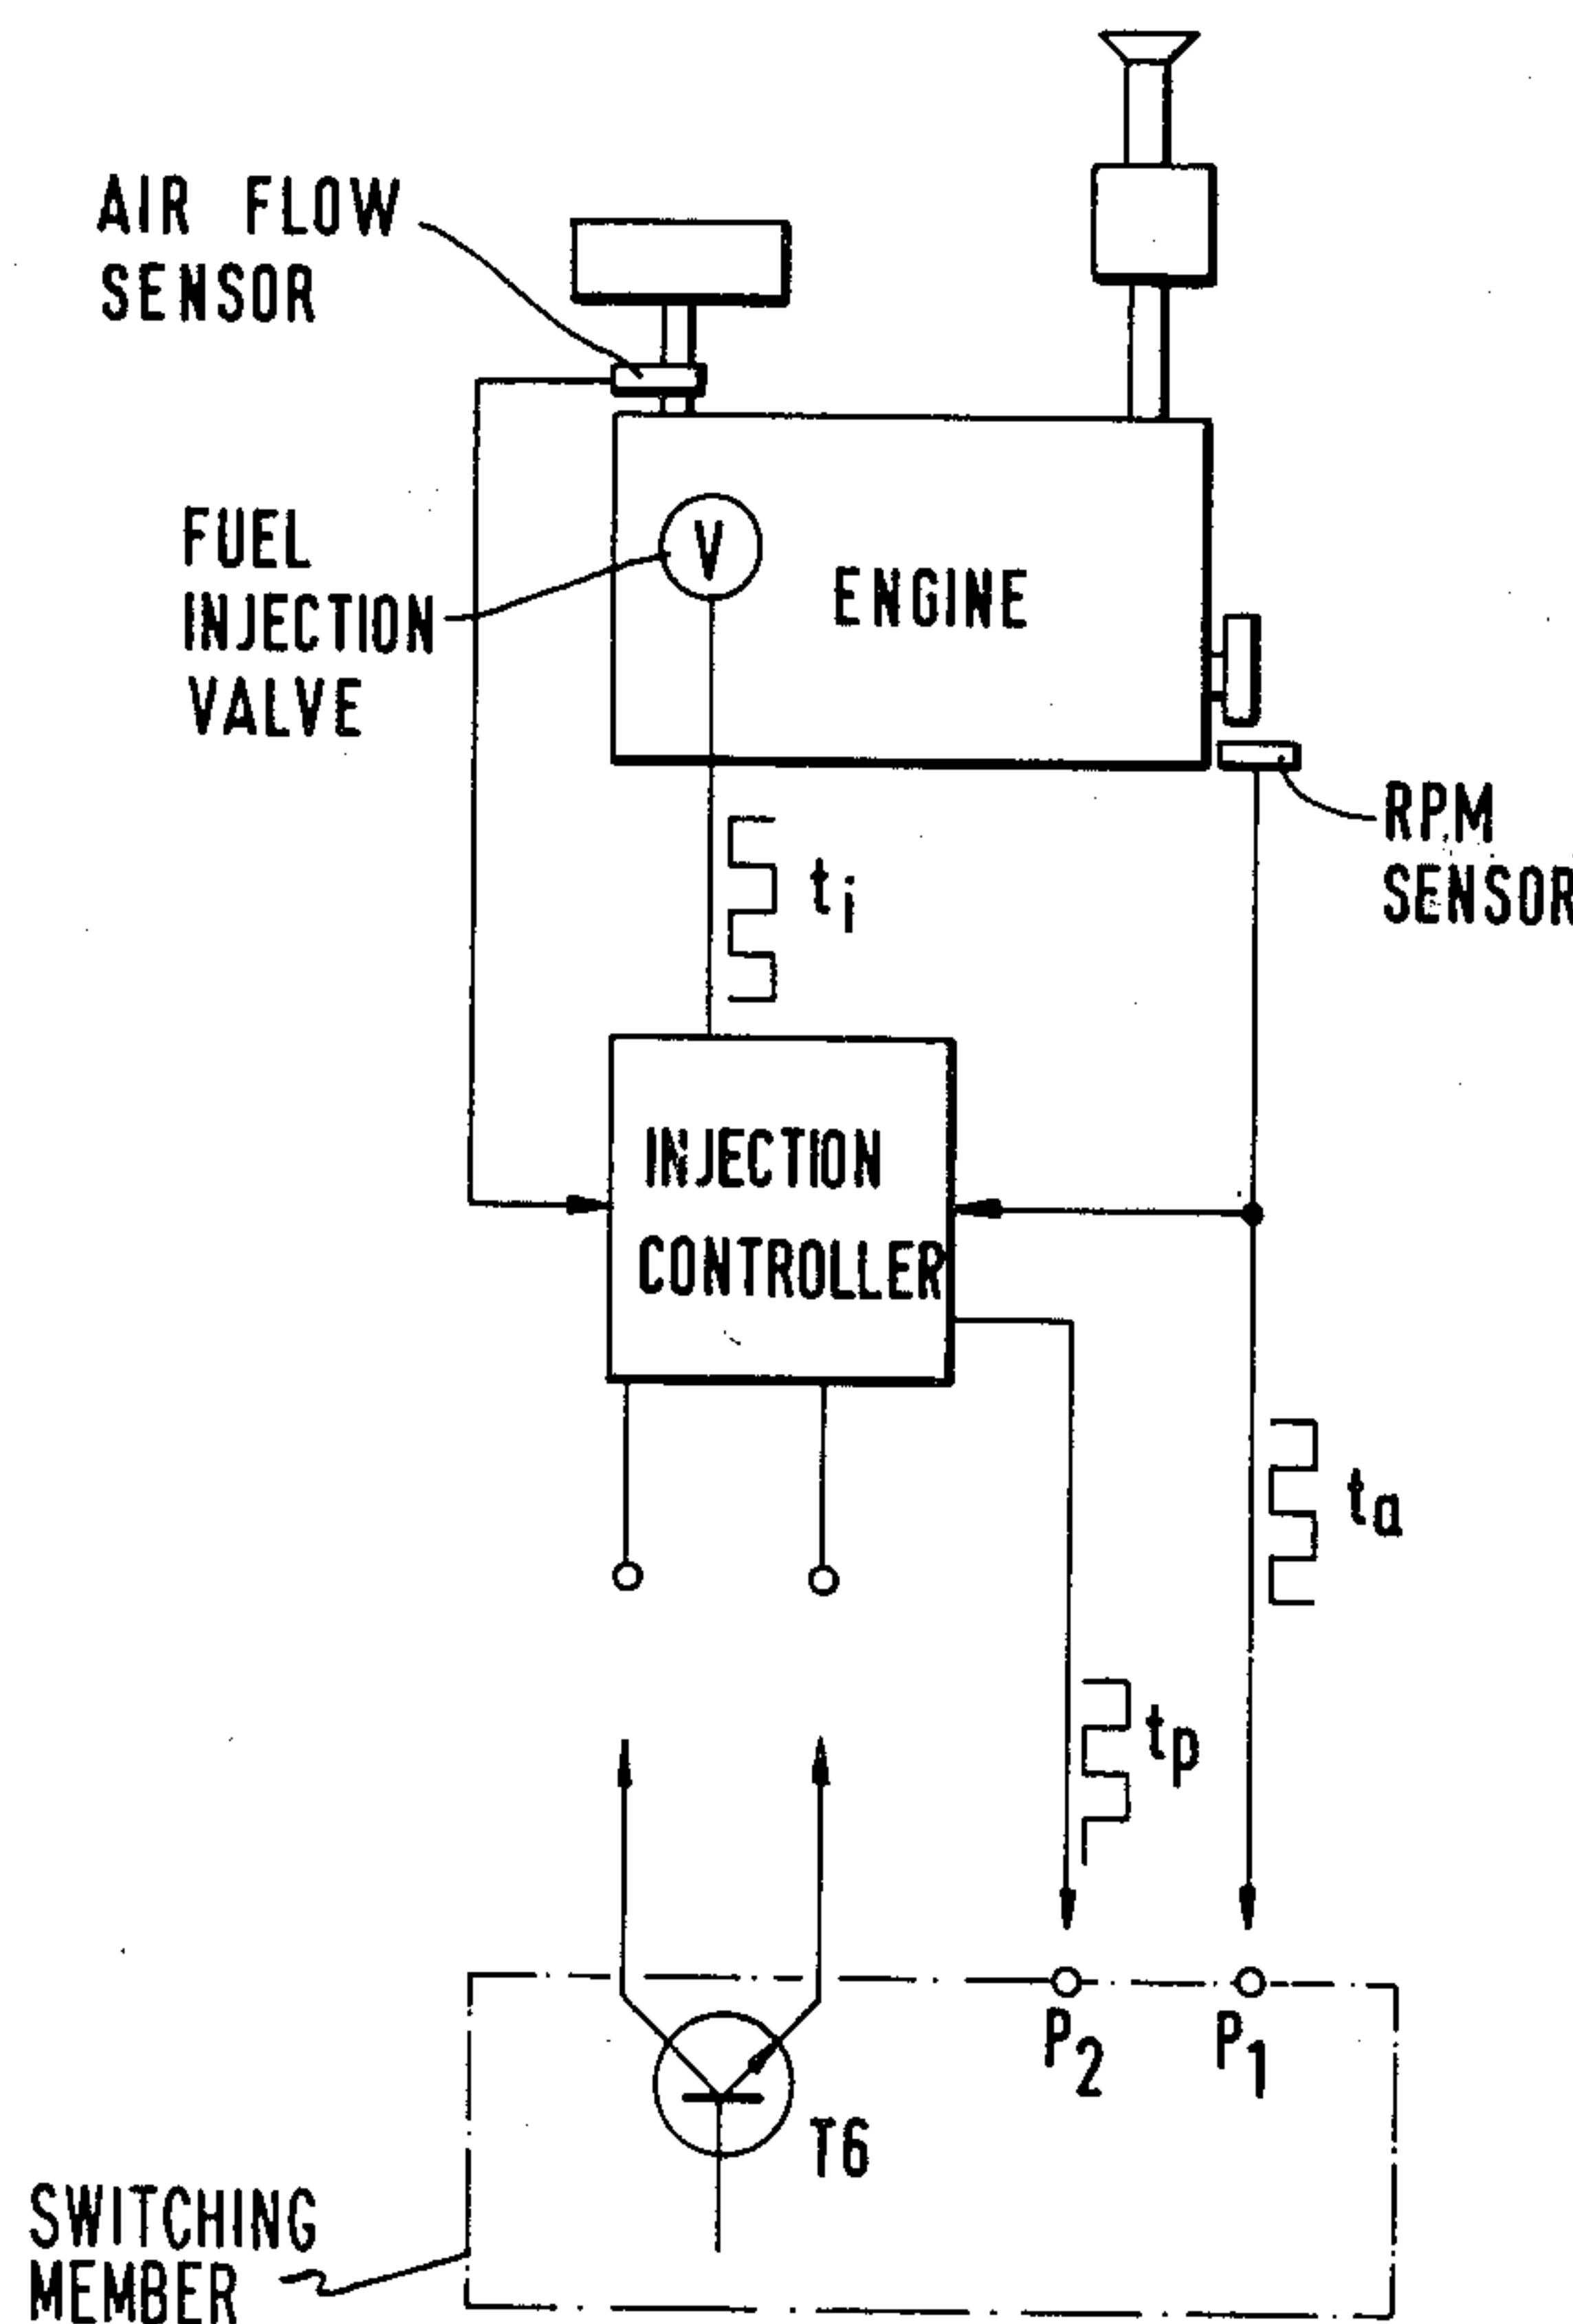 AIR FLOW
SENSOR
FUEL
INJECTION
VALVE
V
ENGINE
RPM
SENSOR
ti
INJECTION
CONTROLLER
ta
tp
P2
P1
T6
SWITCHING
MEMBER